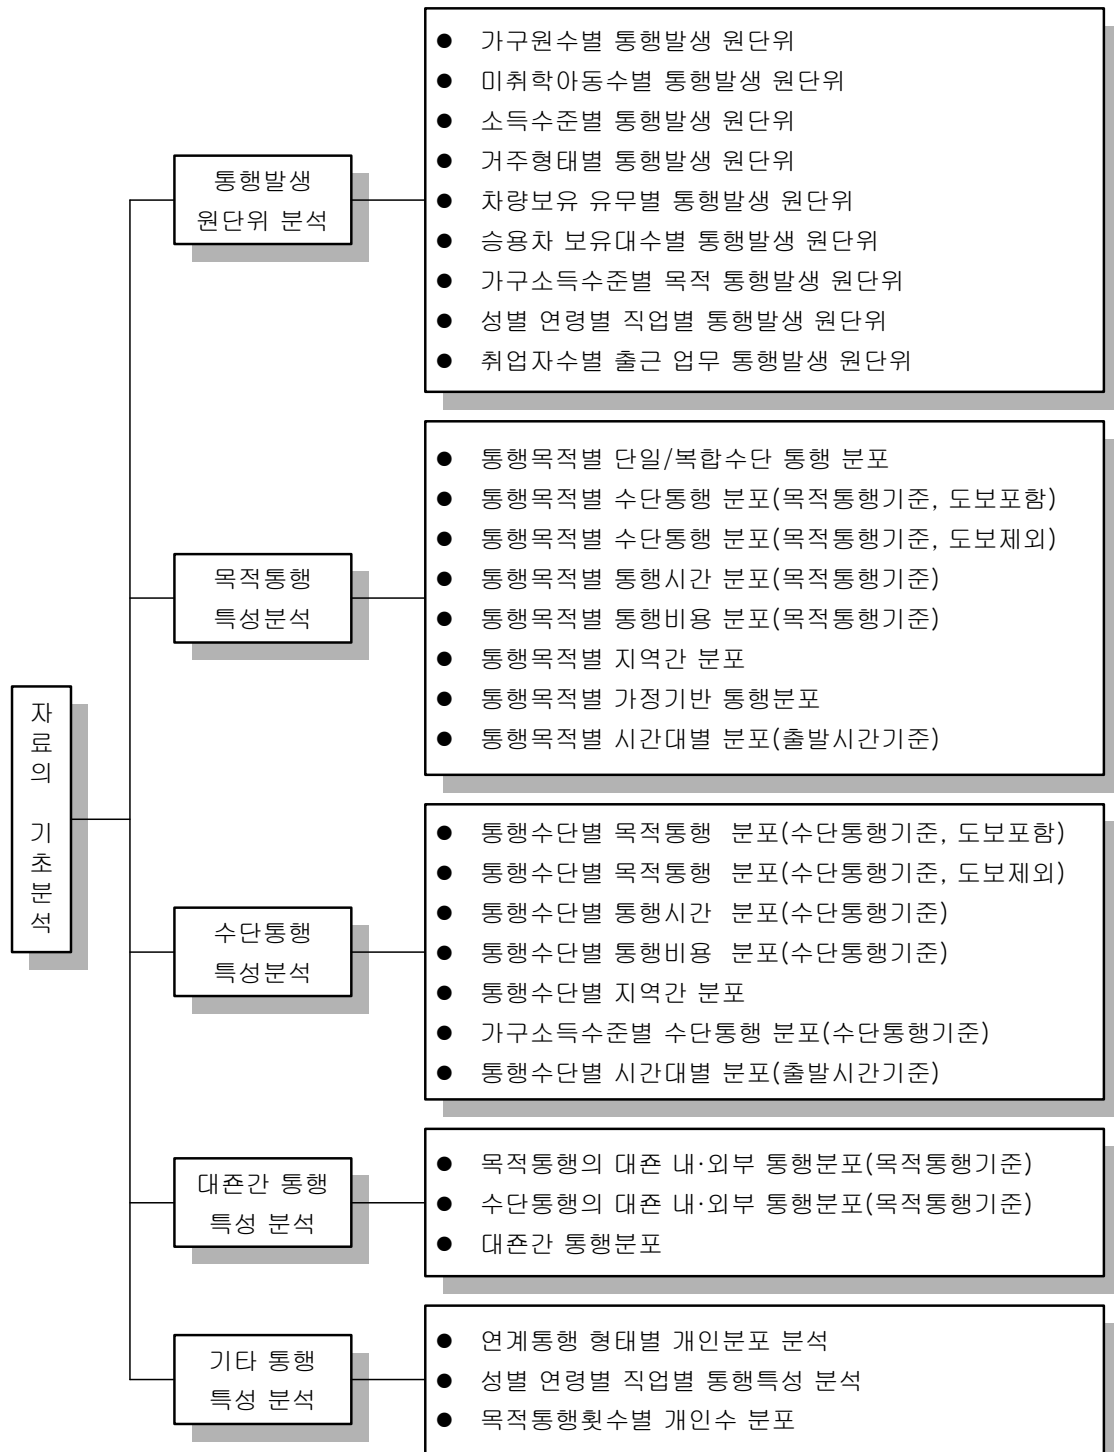 자료의 기초분석
통행발생
원단위 분석
● 가구원수별 통행발생 원단위
● 미취학아동수별 통행발생 원단위
● 소득수준별 통행발생 원단위
● 거주형태별 통행발생 원단위
● 차량보유 유무별 통행발생 원단위
● 승용차 보유대수별 통행발생 원단위
● 가구소득수준별 목적 통행발생 원단위
● 성별 연령별 직업별 통행발생 원단위
● 취업자수별 출근 업무 통행발생 원단위
목적통행
특성분석
● 통행목적별 단일/복합수단 통행 분포
● 통행목적별 수단통행 분포(목적통행기준, 도보포함)
● 통행목적별 수단통행 분포(목적통행기준, 도보제외)
● 통행목적별 통행시간 분포(목적통행기준)
● 통행목적별 통행비용 분포(목적통행기준)
● 통행목적별 지역간 분포
● 통행목적별 가정기반 통행분포
● 통행목적별 시간대별 분포(출발시간기준)
수단통행
특성분석
● 통행수단별 목적통행 분포(수단통행기준, 도보포함)
● 통행수단별 목적통행 분포(수단통행기준, 도보제외)
● 통행수단별 통행시간 분포(수단통행기준)
● 통행수단별 통행비용 분포(수단통행기준)
● 통행수단별 지역간 분포
● 가구소득수준별 수단통행 분포(수단통행기준)
● 통행수단별 시간대별 분포(출발시간기준)
대죤간 통행
특성 분석
● 목적통행의 대죤 내·외부 통행분포(목적통행기준)
● 수단통행의 대죤 내·외부 통행분포(목적통행기준)
● 대죤간 통행분포
기타 통행
특성 분석
● 연계통행 형태별 개인분포 분석
● 성별 연령별 직업별 통행특성 분석
● 목적통행횟수별 개인수 분포